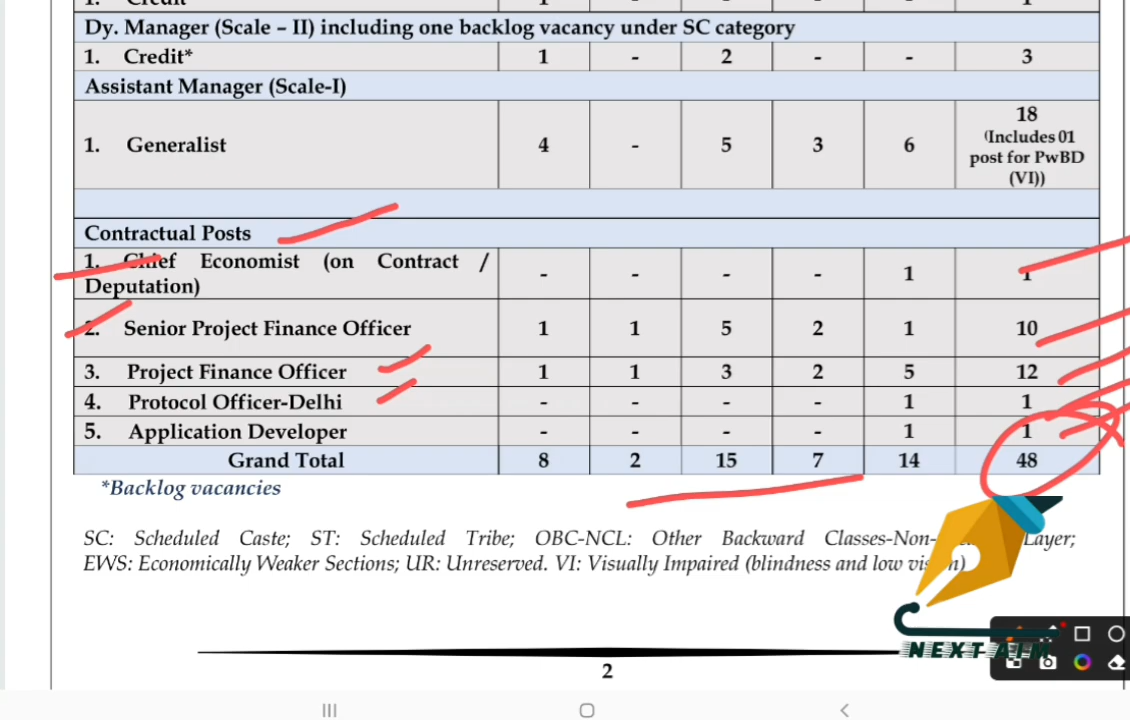 1. Credit 1 - - - - 1
Dy. Manager (Scale – II) including one backlog vacancy under SC category
1. Credit* 1 - 2 - - 3
Assistant Manager (Scale-I)
1. Generalist 4 - 5 3 6 18
(Includes 01
post for PwBD
(VI))
Contractual Posts
1. Chief Economist (on Contract /
Deputation) - - - - 1 1
2. Senior Project Finance Officer 1 1 5 2 1 10
3. Project Finance Officer 1 1 3 2 5 12
4. Protocol Officer-Delhi - - - - 1 1
5. Application Developer - - - - 1 1
Grand Total 8 2 15 7 14 48
*Backlog vacancies
SC: Scheduled Caste; ST: Scheduled Tribe; OBC-NCL: Other Backward Classes-Non- Layer;
EWS: Economically Weaker Sections; UR: Unreserved. VI: Visually Impaired (blindness and low vision)
NEXT AIM
2